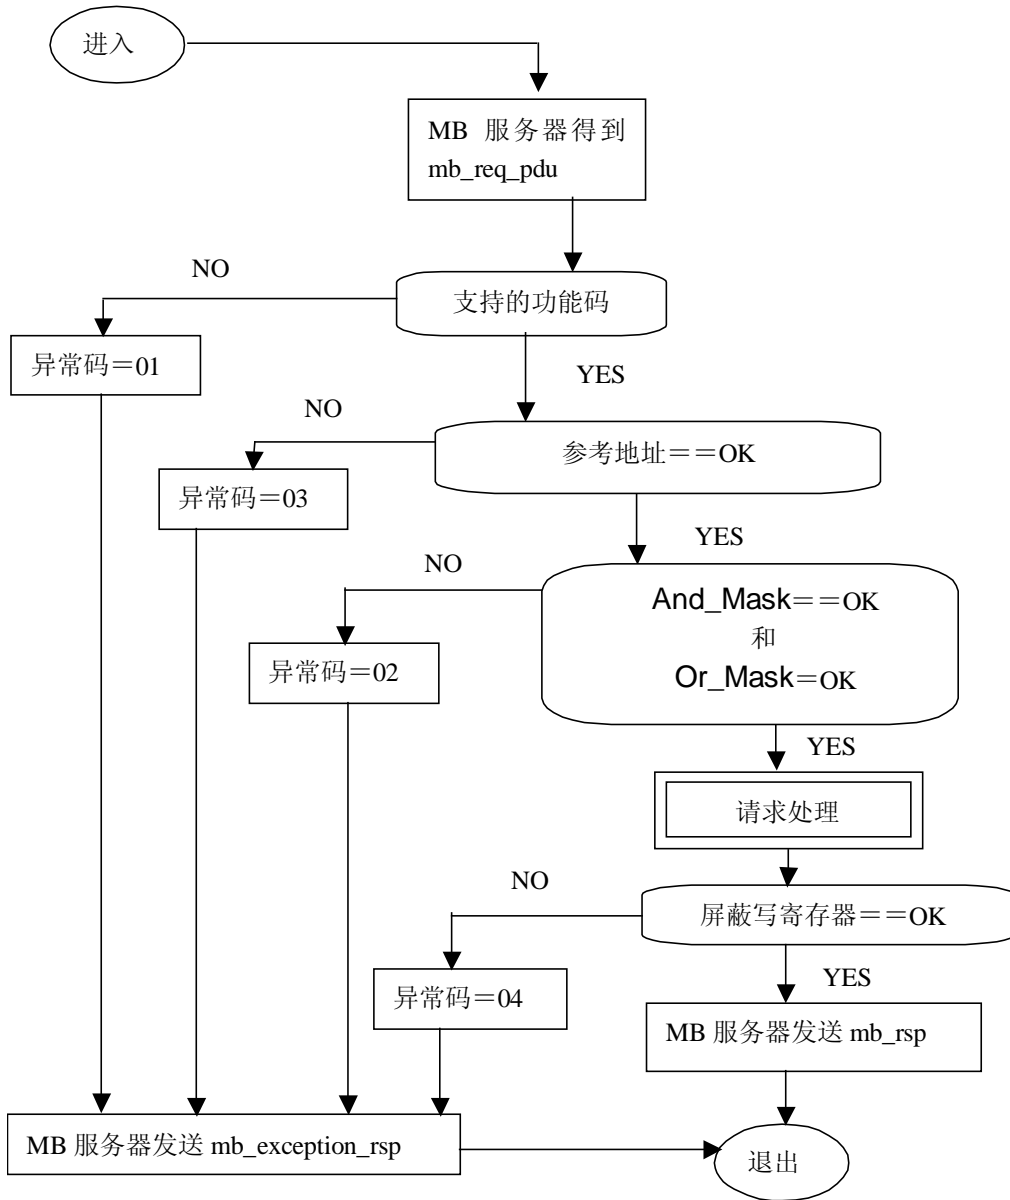 进入
MB 服务器得到
mb_req_pdu
NO
支持的功能码
异常码＝01
YES
NO
参考地址＝＝OK
异常码＝03
YES
NO
And_Mask＝＝OK
和
Or_Mask＝OK
异常码＝02
YES
请求处理
NO
屏蔽写寄存器＝＝OK
YES
异常码＝04
MB 服务器发送 mb_rsp
MB 服务器发送 mb_exception_rsp
退出